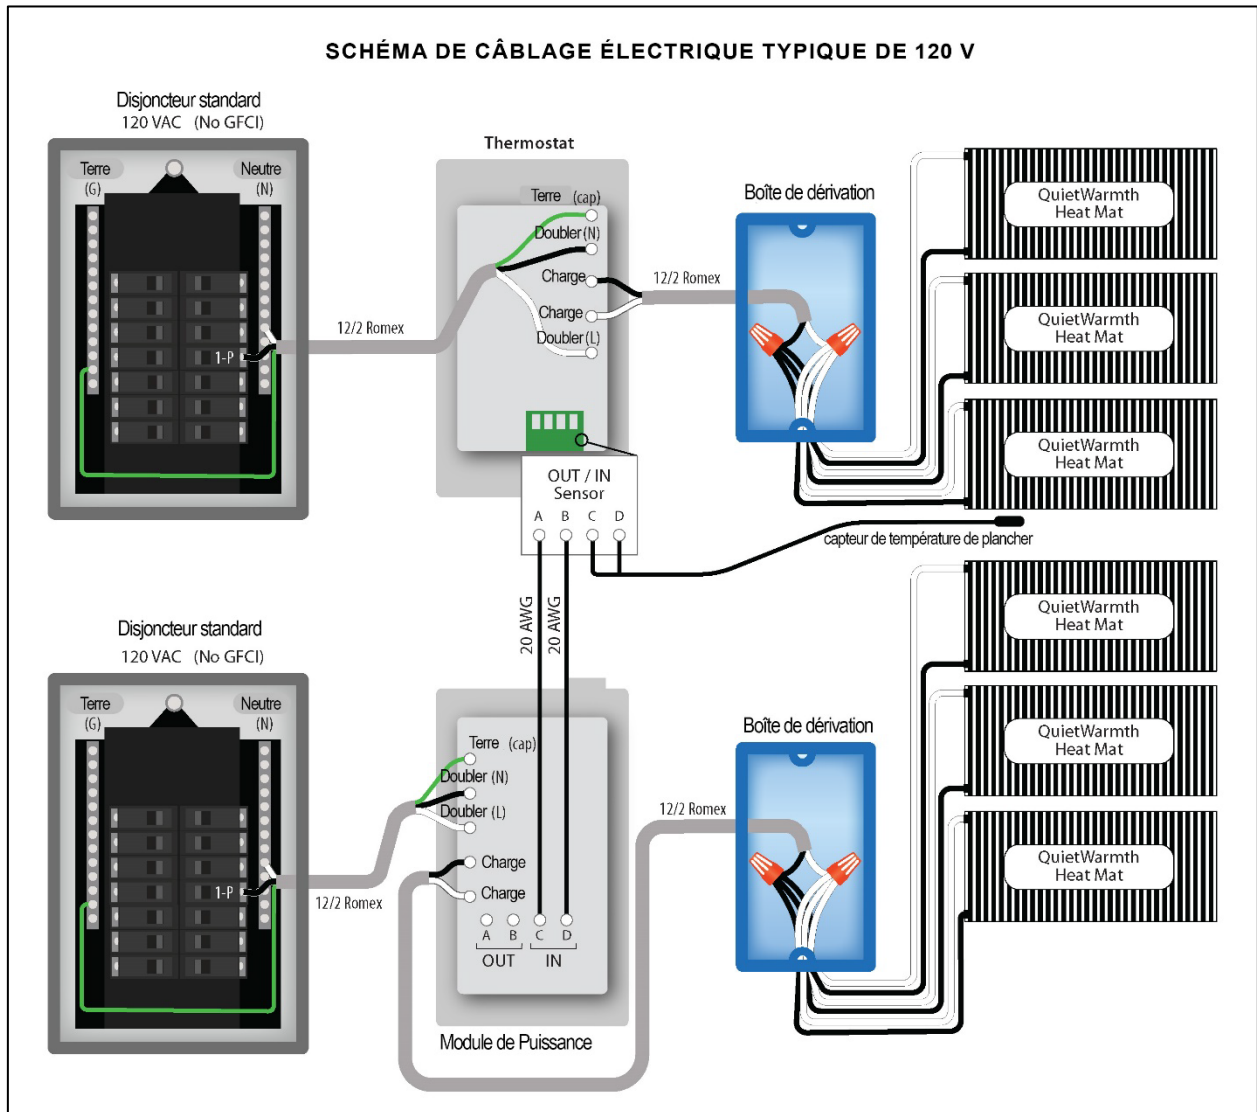 SCHÉMA DE CÂBLAGE ÉLECTRIQUE TYPIQUE DE 120 V
Disjoncteur standard
120 VAC (No GFCI)
Terre
(G)
Neutre
(N)
1-P
12/2 Romex
Thermostat
Terre (cap)
Doubler (N)
Charge
Charge
Doubler (L)
12/2 Romex
OUT / IN
Sensor
A B C D
Boîte de dérivation
QuietWarmth
Heat Mat
QuietWarmth
Heat Mat
QuietWarmth
Heat Mat
capteur de température de plancher
20 AWG
20 AWG
Disjoncteur standard
120 VAC (No GFCI)
Terre
(G)
Neutre
(N)
1-P
12/2 Romex
Terre (cap)
Doubler (N)
Doubler (L)
Charge
Charge
A B C D
OUT IN
Module de Puissance
12/2 Romex
Boîte de dérivation
QuietWarmth
Heat Mat
QuietWarmth
Heat Mat
QuietWarmth
Heat Mat